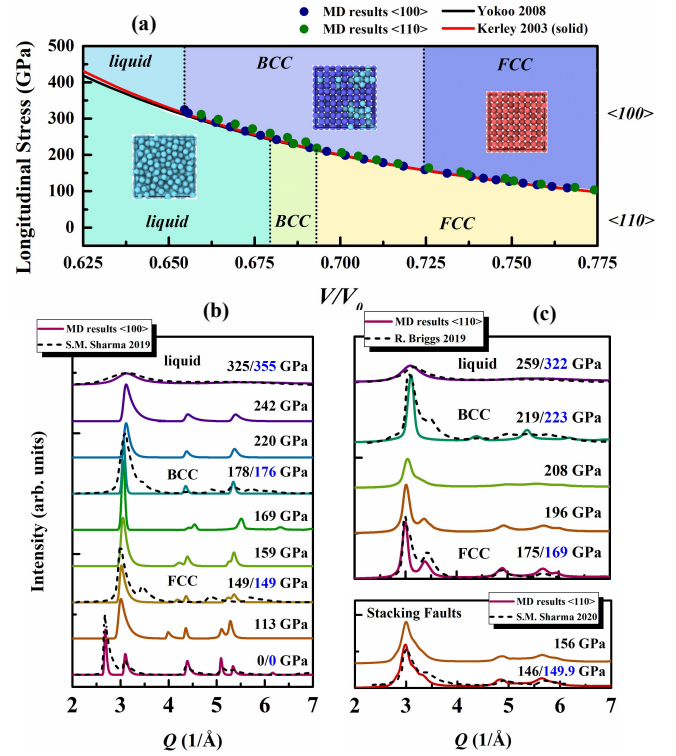 (a)
MD results <100>
MD results <110>
Yokoo 2008
Kerley 2003 (solid)
Longitudinal Stress (GPa)
500
400
300
200
100
0
liquid
BCC
FCC
<100>
liquid
BCC
FCC
<110>
0.625 0.650 0.675 0.700 0.725 0.750 0.775
V/V0
(b)
MD results <100>
S.M. Sharma 2019
liquid
325/355 GPa
242 GPa
220 GPa
BCC
178/176 GPa
169 GPa
159 GPa
FCC
149/149 GPa
113 GPa
0/0 GPa
Intensity (arb. units)
2 3 4 5 6 7
Q (1/Å)
(c)
MD results <110>
R. Briggs 2019
liquid
259/322 GPa
BCC
219/223 GPa
208 GPa
196 GPa
FCC
175/169 GPa
Stacking Faults
MD results <110>
S.M. Sharma 2020
156 GPa
146/149.9 GPa
2 3 4 5 6 7
Q (1/Å)